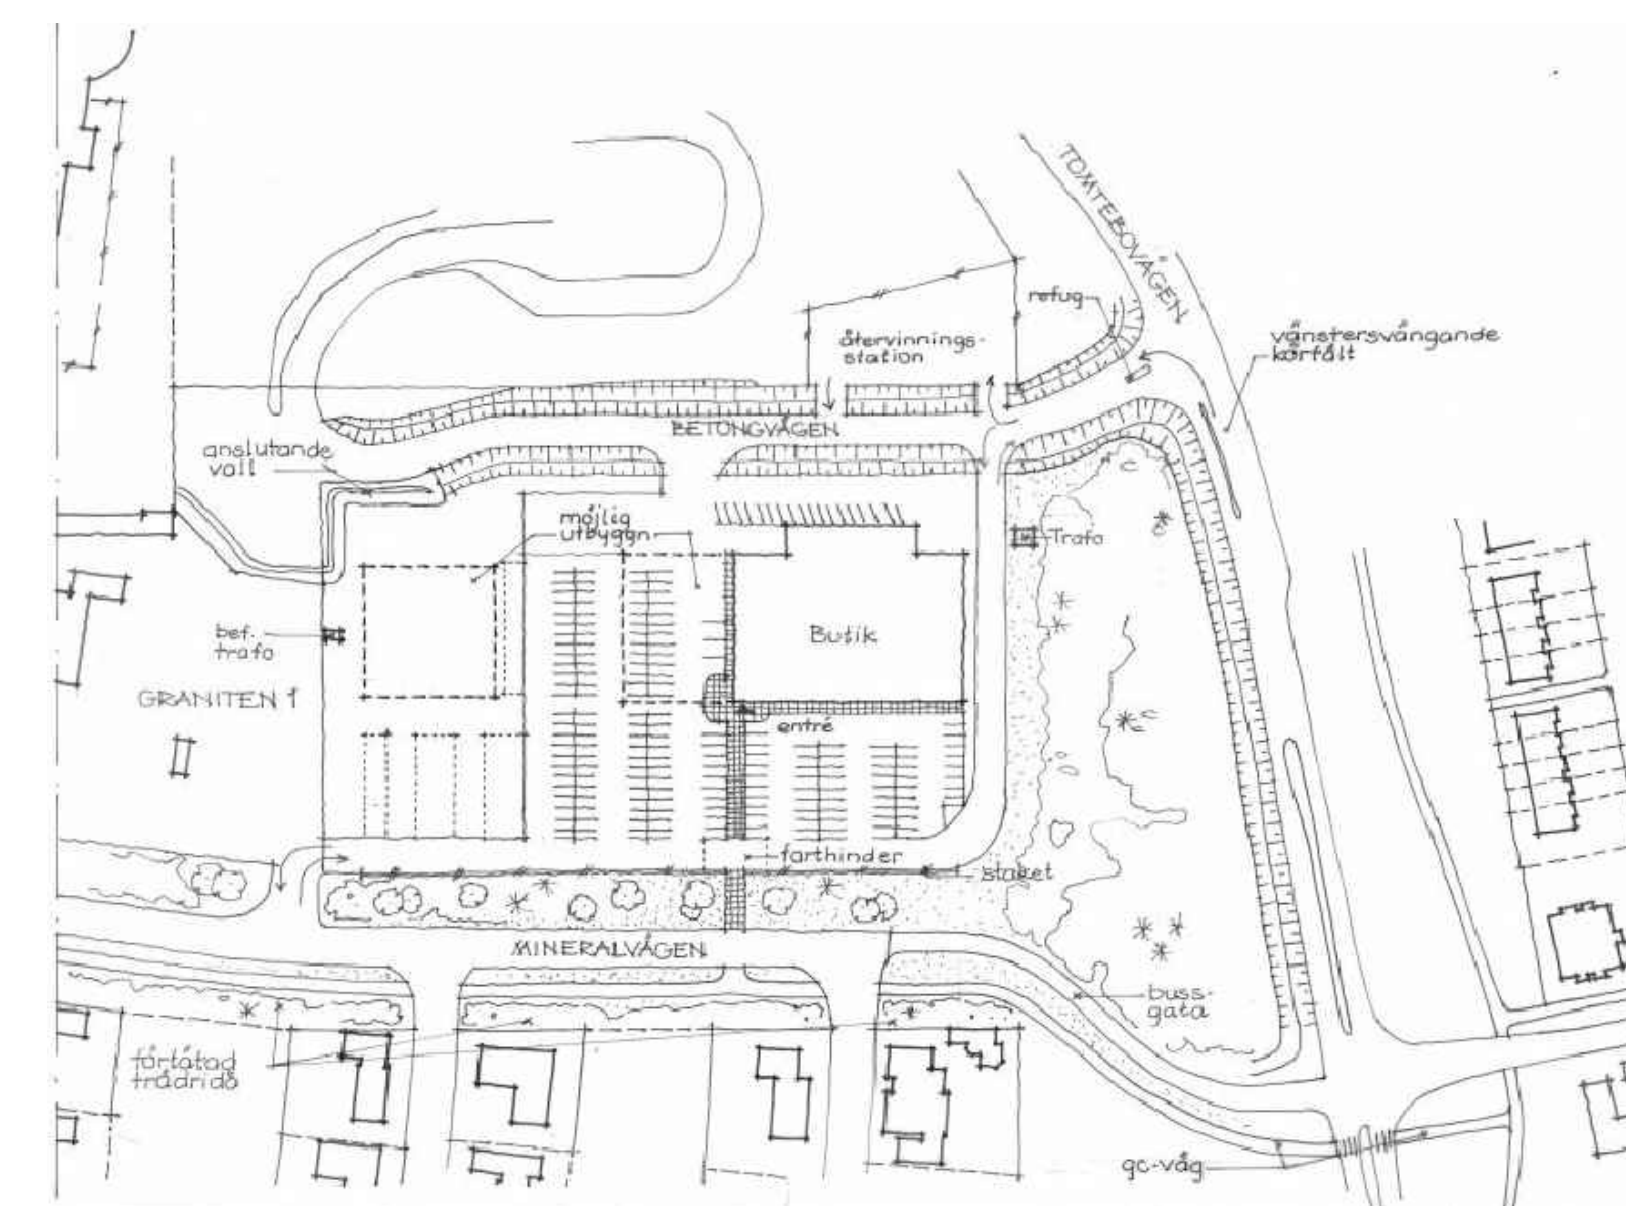 TOMTEBOVÄGEN
refug
vänstersvängande
körfält
återvinnings-
station
BETONGVÄGEN
anslutande
vall
möjlig
utbyggn
Trafo
Butik
bef.
trafo
GRANITEN 1
entré
farthinder
staket
MINERALVÄGEN
buss-
gata
förtätad
trädridå
gc-väg